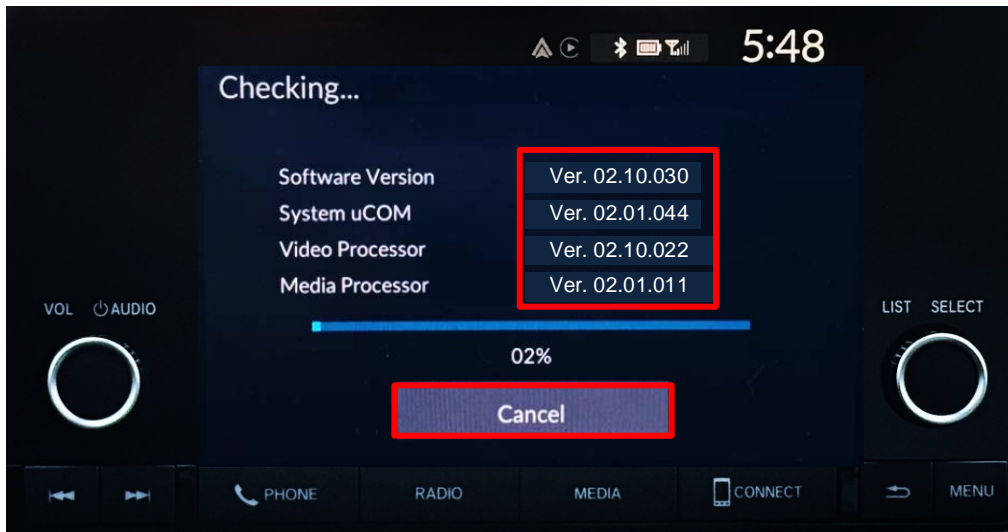 5:48
Checking...
Software Version Ver. 02.10.030
System uCOM Ver. 02.01.044
Video Processor Ver. 02.10.022
Media Processor Ver. 02.01.011
VOL AUDIO
LIST SELECT
02%
Cancel
PHONE RADIO MEDIA CONNECT MENU